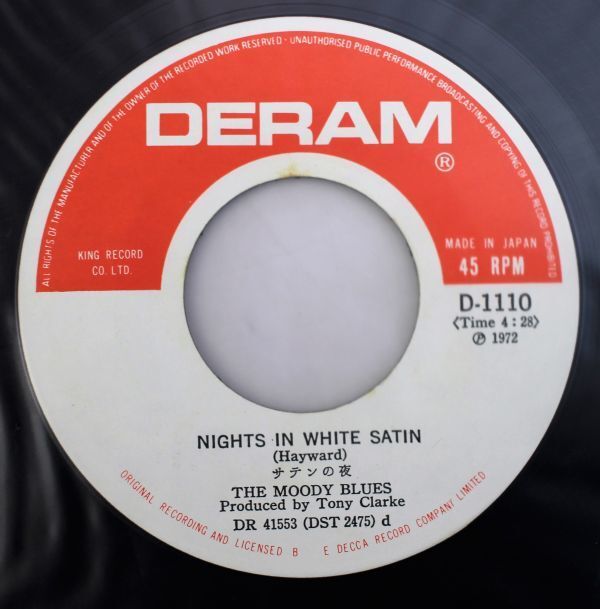 ALL RIGHTS OF THE MANUFACTURER AND OF THE OWNER OF THE RECORDED WORK RESERVED · UNAUTHORISED PUBLIC PERFORMANCE BROADCASTING AND COPYING OF THIS RECORD PROHIBITED
DERAM
®
KING RECORD
CO. LTD.
MADE IN JAPAN
45 RPM
D-1110
〈Time 4:28〉
Ⓟ 1972
NIGHTS IN WHITE SATIN
(Hayward)
サテンの夜
THE MOODY BLUES
Produced by Tony Clarke
DR 41553 (DST 2475) d
ORIGINAL RECORDING AND LICENSED B E DECCA RECORD COMPANY LIMITED